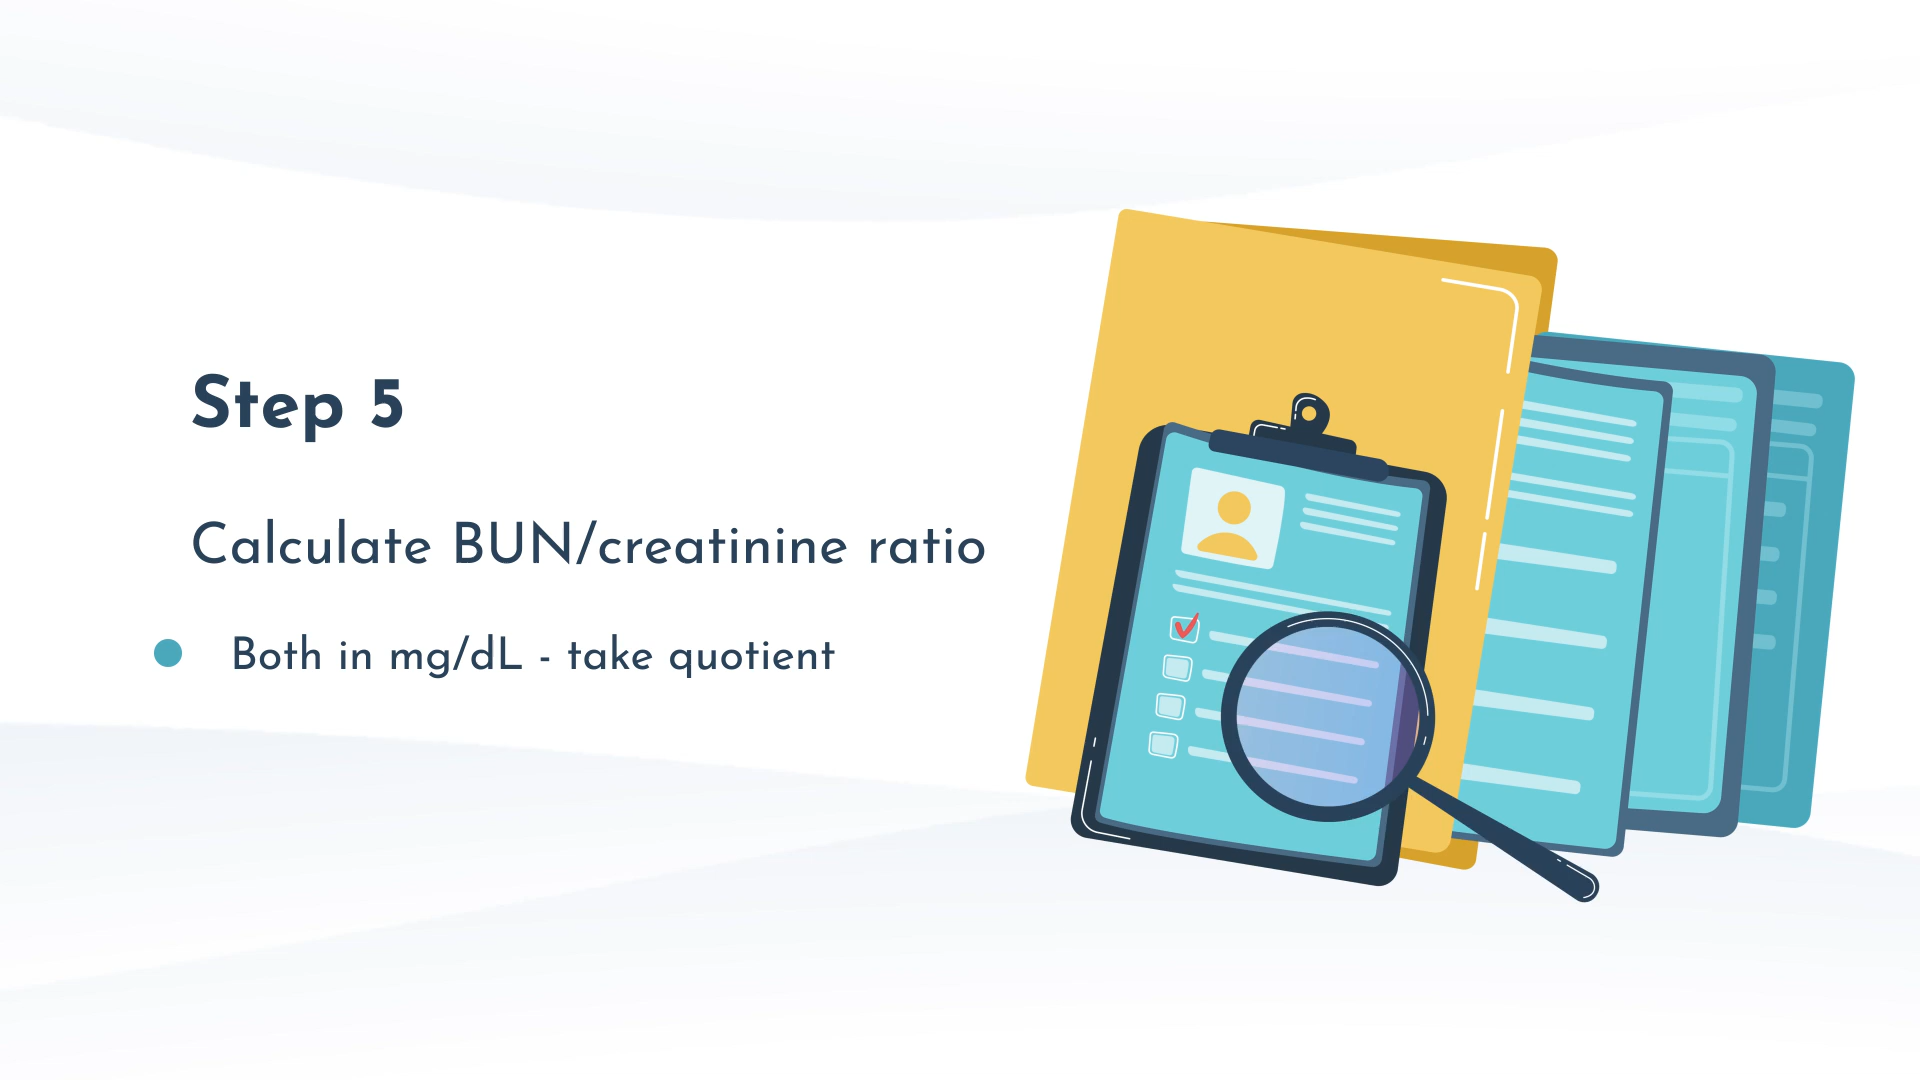 Step 5
Calculate BUN/creatinine ratio
Both in mg/dL - take quotient